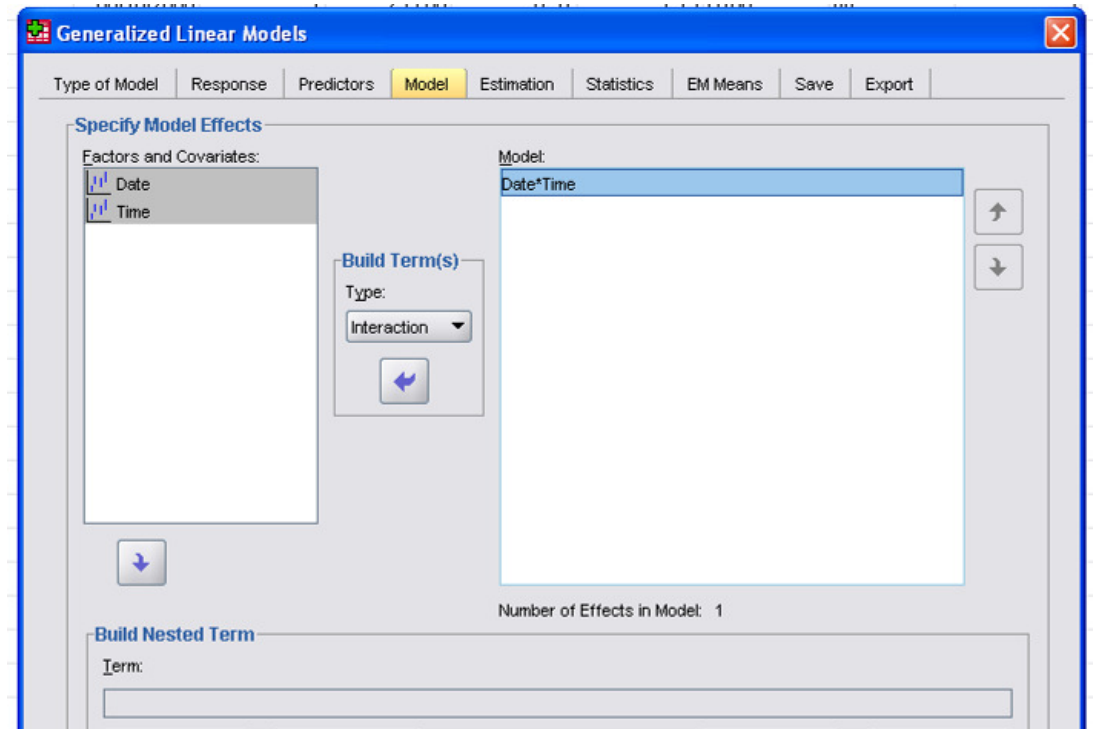 Generalized Linear Models
Type of Model Response Predictors Model Estimation Statistics EM Means Save Export
Specify Model Effects
Factors and Covariates:
Date
Time
Build Term(s)
Type:
Interaction
Model:
Date*Time
Number of Effects in Model: 1
Build Nested Term
Term: